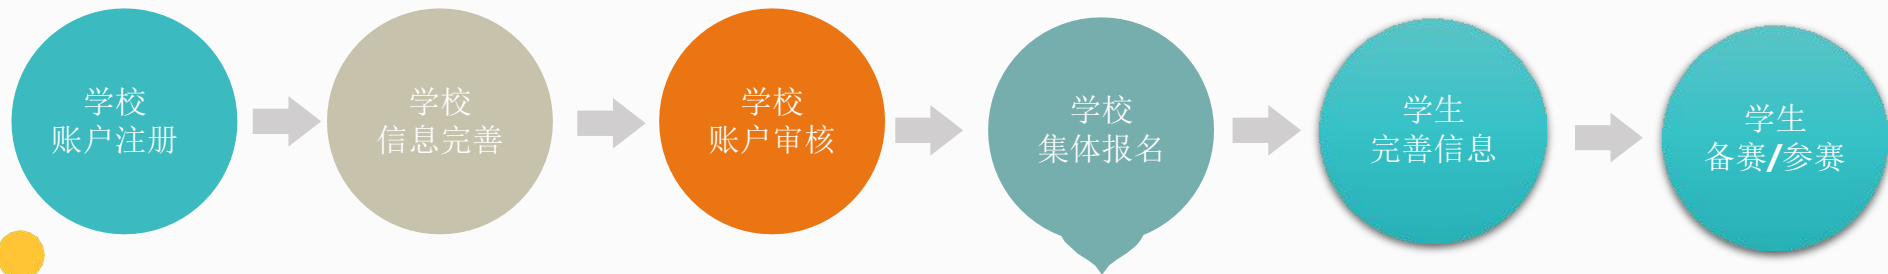 学校
账户注册
学校
信息完善
学校
账户审核
学校
集体报名
学生
完善信息
学生
备赛/参赛